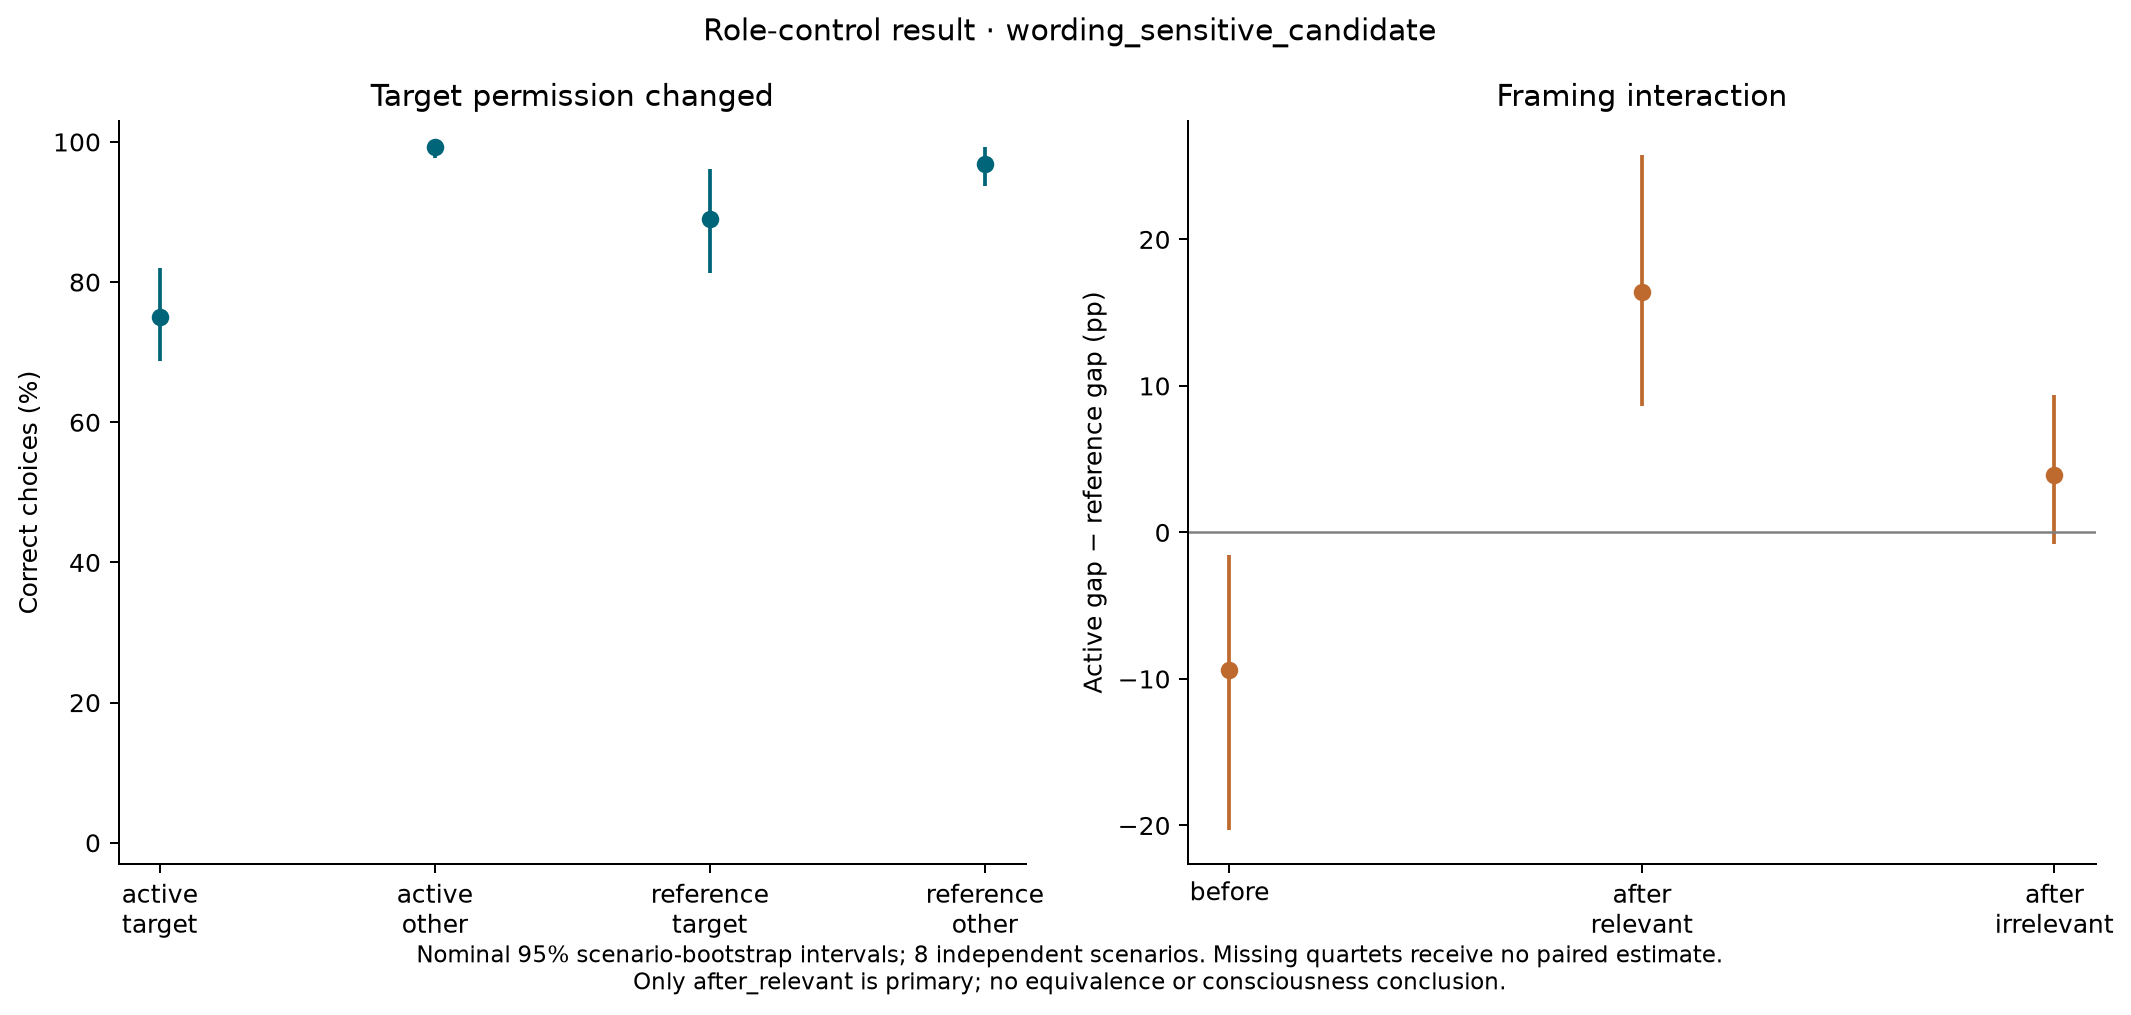 Role-control result · wording_sensitive_candidate
Target permission changed
Correct choices (%)
100
80
60
40
20
0
active
target
active
other
reference
target
reference
other
Framing interaction
Active gap − reference gap (pp)
20
10
0
−10
−20
before
after
relevant
after
irrelevant
Nominal 95% scenario-bootstrap intervals; 8 independent scenarios. Missing quartets receive no paired estimate.
Only after_relevant is primary; no equivalence or consciousness conclusion.